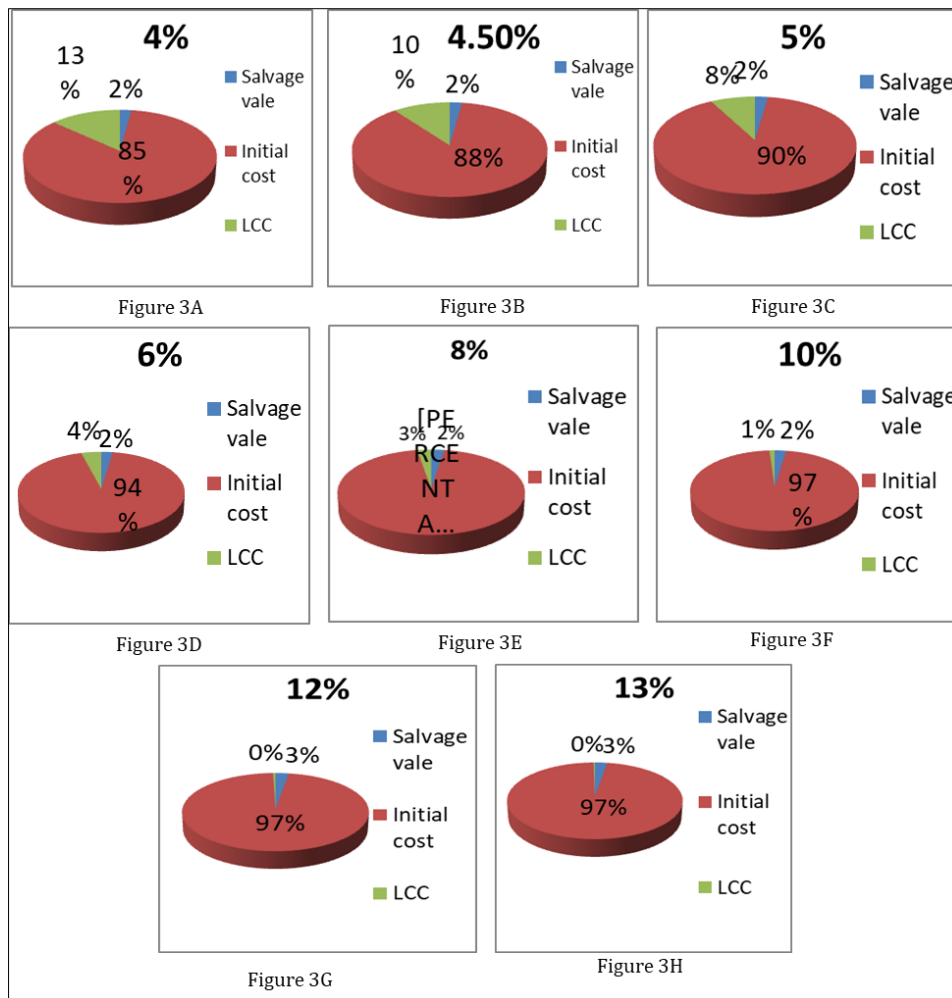 4%
13
%
2%
85
%
Salvage
vale
Initial
cost
LCC
4.50%
10
%
2%
88%
Salvage
vale
Initial
cost
LCC
5%
8%
2%
90%
Salvage
vale
Initial
cost
LCC
Figure 3A
Figure 3B
Figure 3C
6%
4%
2%
94
%
Salvage
vale
Initial
cost
LCC
8%
3%
[PE
RCE
NT
A...
2%
Salvage
vale
Initial
cost
LCC
10%
1%
2%
97
%
Salvage
vale
Initial
cost
LCC
Figure 3D
Figure 3E
Figure 3F
12%
0%
3%
97%
Salvage
vale
Initial
cost
LCC
13%
0%
3%
97%
Salvage
vale
Initial
cost
LCC
Figure 3G
Figure 3H